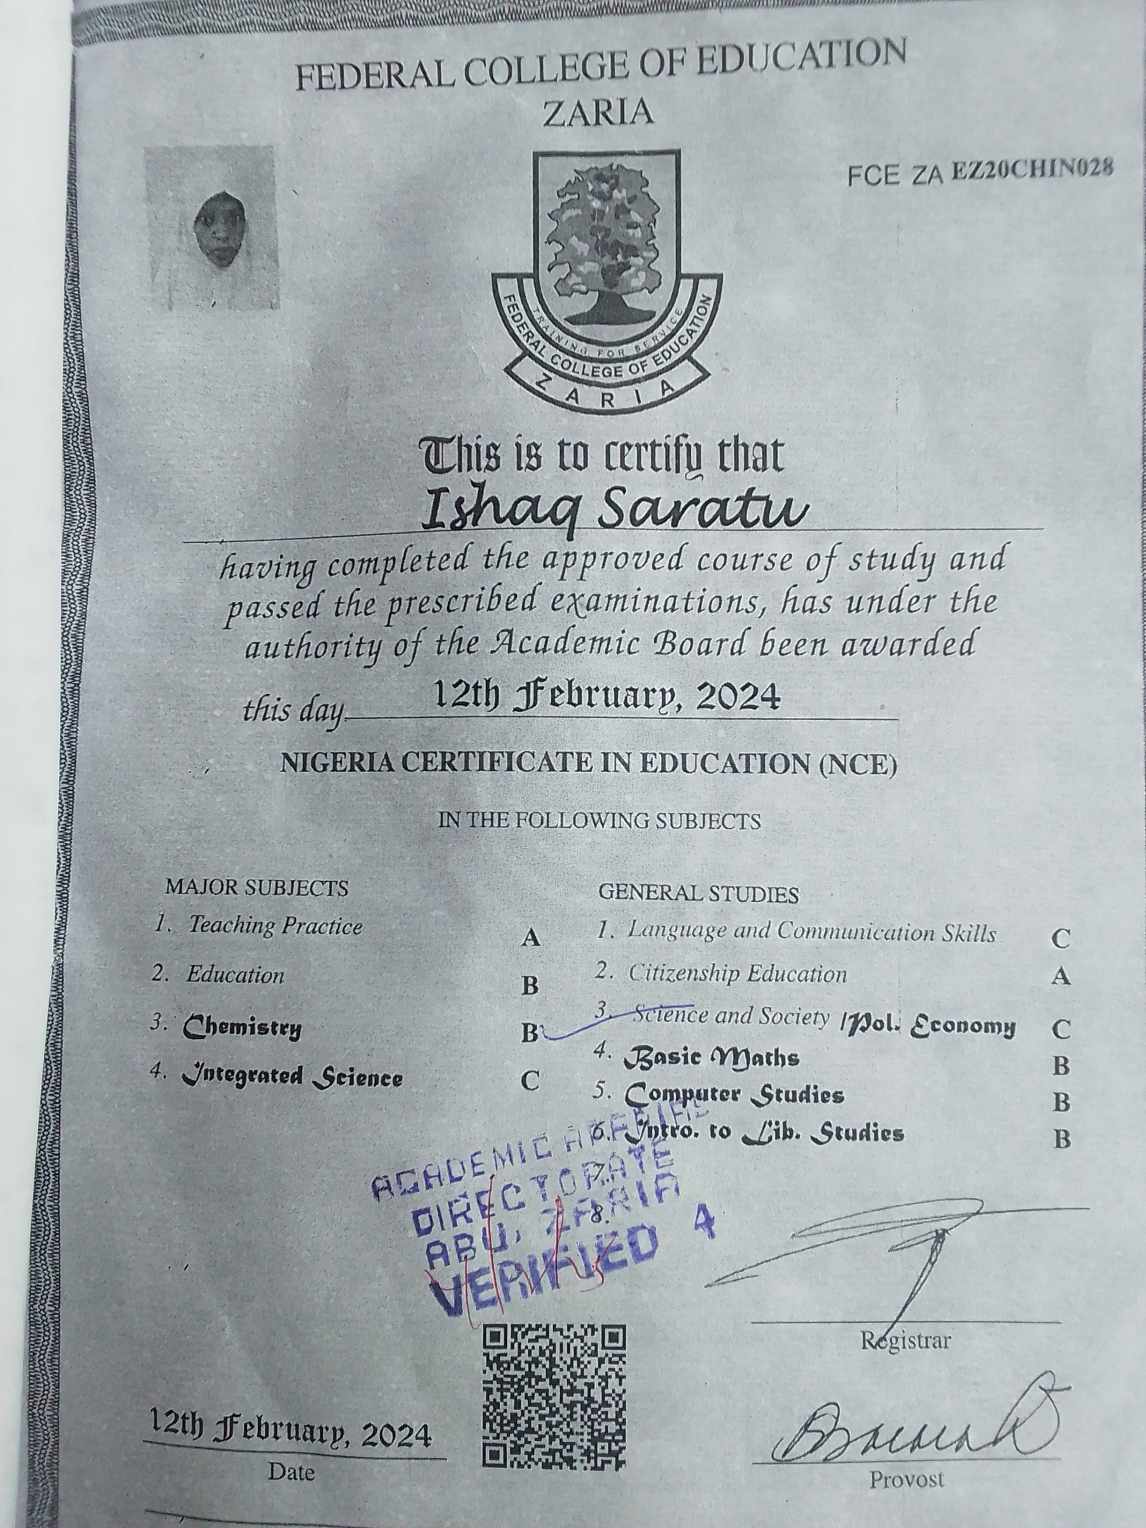 FEDERAL COLLEGE OF EDUCATION
ZARIA
FCE ZA EZ20CHIN028
TRAINING FOR SERVICE
FEDERAL COLLEGE OF EDUCATION
ZARIA
This is to certify that
Ishaq Saratu
having completed the approved course of study and
passed the prescribed examinations, has under the
authority of the Academic Board been awarded
this day 12th February, 2024
NIGERIA CERTIFICATE IN EDUCATION (NCE)
IN THE FOLLOWING SUBJECTS
MAJOR SUBJECTS
1. Teaching Practice A
2. Education B
3. Chemistry B
4. Integrated Science C
GENERAL STUDIES
1. Language and Communication Skills C
2. Citizenship Education A
3. Science and Society /Pol. Economy C
4. Basic Maths B
5. Computer Studies B
6. Intro. to Lib. Studies B
7.
8.
ACADEMIC AFFAIRS
DIRECTORATE
ABU, ZARIA
VERIFIED 4
Registrar
12th February, 2024
Date
Provost